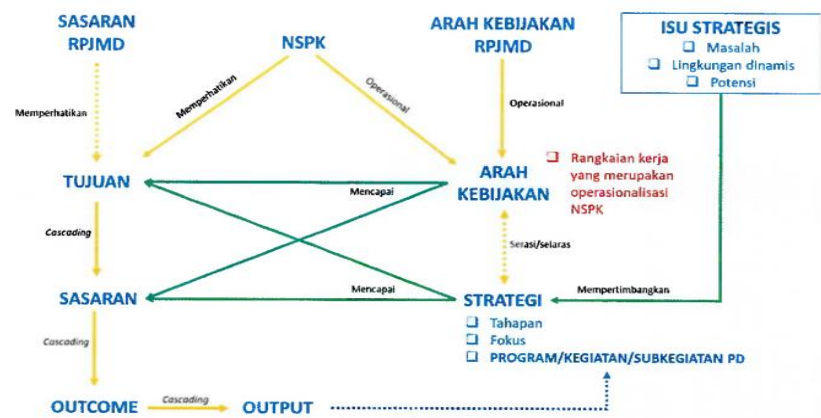 SASARAN
RPJMD
NSPK
ARAH KEBIJAKAN
RPJMD
ISU STRATEGIS
Masalah
Lingkungan dinamis
Potensi
Memperhatikan
Memperhatikan
Operasional
Operasional
TUJUAN
Mencapai
ARAH
KEBIJAKAN
Rangkaian kerja
yang merupakan
operasionalisasi
NSPK
Cascading
Serasi/selaras
SASARAN
Mencapai
STRATEGI
Mempertimbangkan
Tahapan
Fokus
PROGRAM/KEGIATAN/SUBKEGIATAN PD
Cascading
OUTCOME
Cascading
OUTPUT